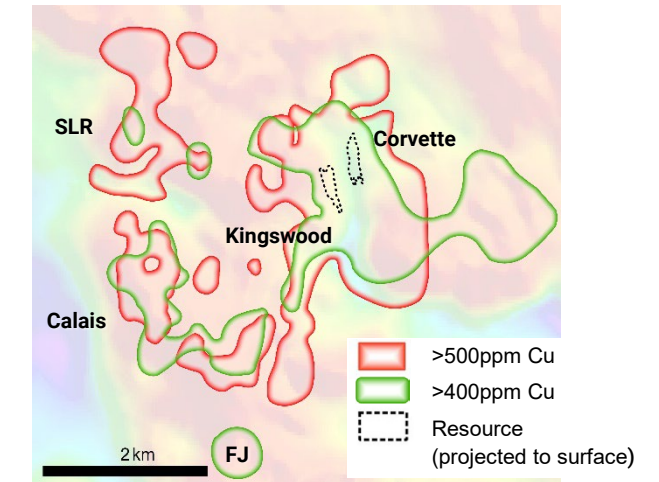 SLR
Corvette
Kingswood
Calais
>500ppm Cu
>400ppm Cu
Resource
(projected to surface)
2 km
FJ